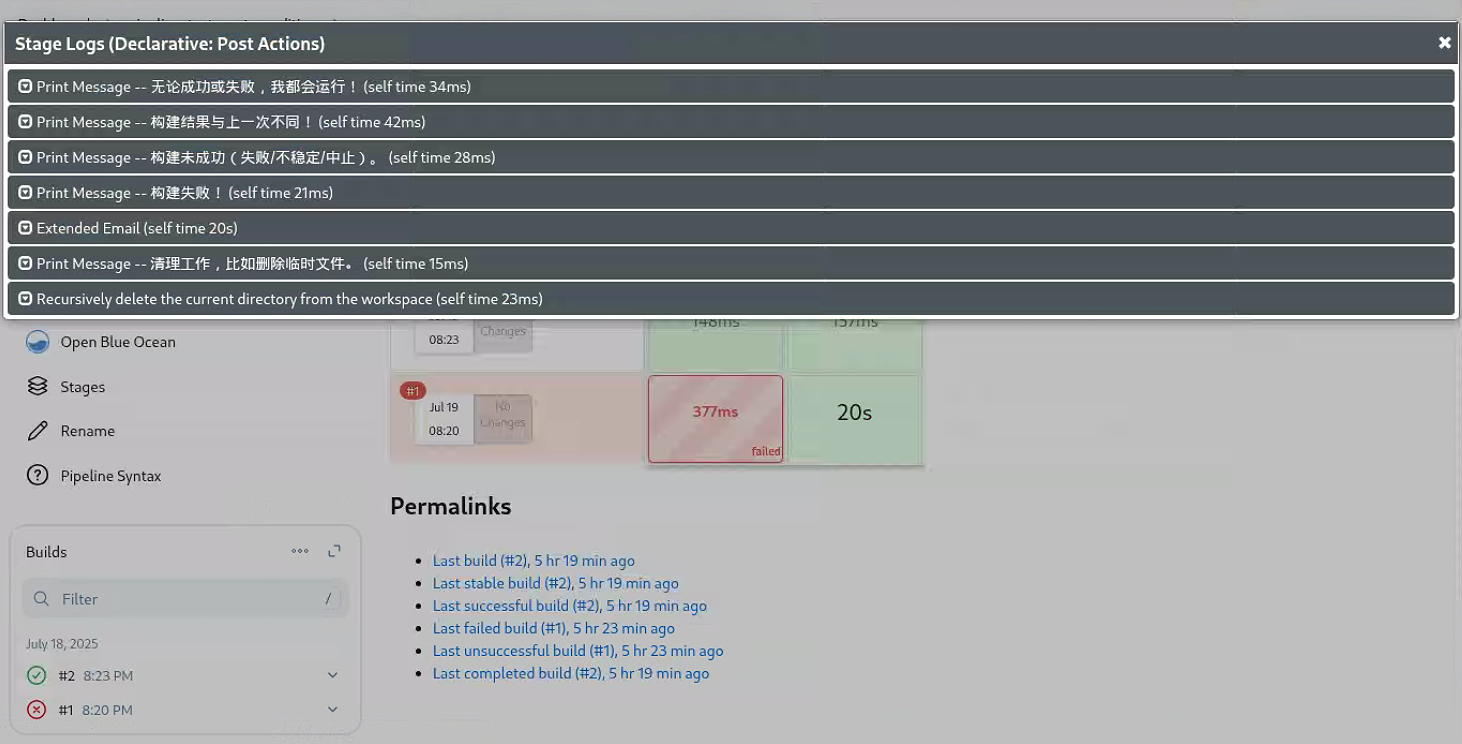 Stage Logs (Declarative: Post Actions)
Print Message -- 无论成功或失败，我都会运行！ (self time 34ms)
Print Message -- 构建结果与上一次不同！ (self time 42ms)
Print Message -- 构建未成功（失败/不稳定/中止）。 (self time 28ms)
Print Message -- 构建失败！ (self time 21ms)
Extended Email (self time 20s)
Print Message -- 清理工作，比如删除临时文件。 (self time 15ms)
Recursively delete the current directory from the workspace (self time 23ms)
Changes
148ms
157ms
08:23
Open Blue Ocean
Stages
Rename
Pipeline Syntax
#1
Jul 19
08:20
No
Changes
377ms
failed
20s
Permalinks
Last build (#2), 5 hr 19 min ago
Last stable build (#2), 5 hr 19 min ago
Last successful build (#2), 5 hr 19 min ago
Last failed build (#1), 5 hr 23 min ago
Last unsuccessful build (#1), 5 hr 23 min ago
Last completed build (#2), 5 hr 19 min ago
Builds
Filter
/
July 18, 2025
#2 8:23 PM
#1 8:20 PM